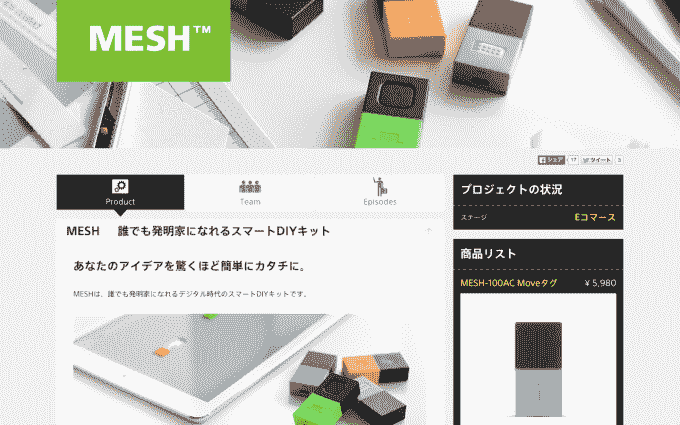 MESH™
シェア 17 ツイート 3
Product
Team
Episodes
プロジェクトの状況
ステージ Eコマース
MESH 誰でも発明家になれるスマートDIYキット
あなたのアイデアを驚くほど簡単にカタチに。
MESHは、誰でも発明家になれるデジタル時代のスマートDIYキットです。
商品リスト
MESH-100AC Moveタグ ¥ 5,980